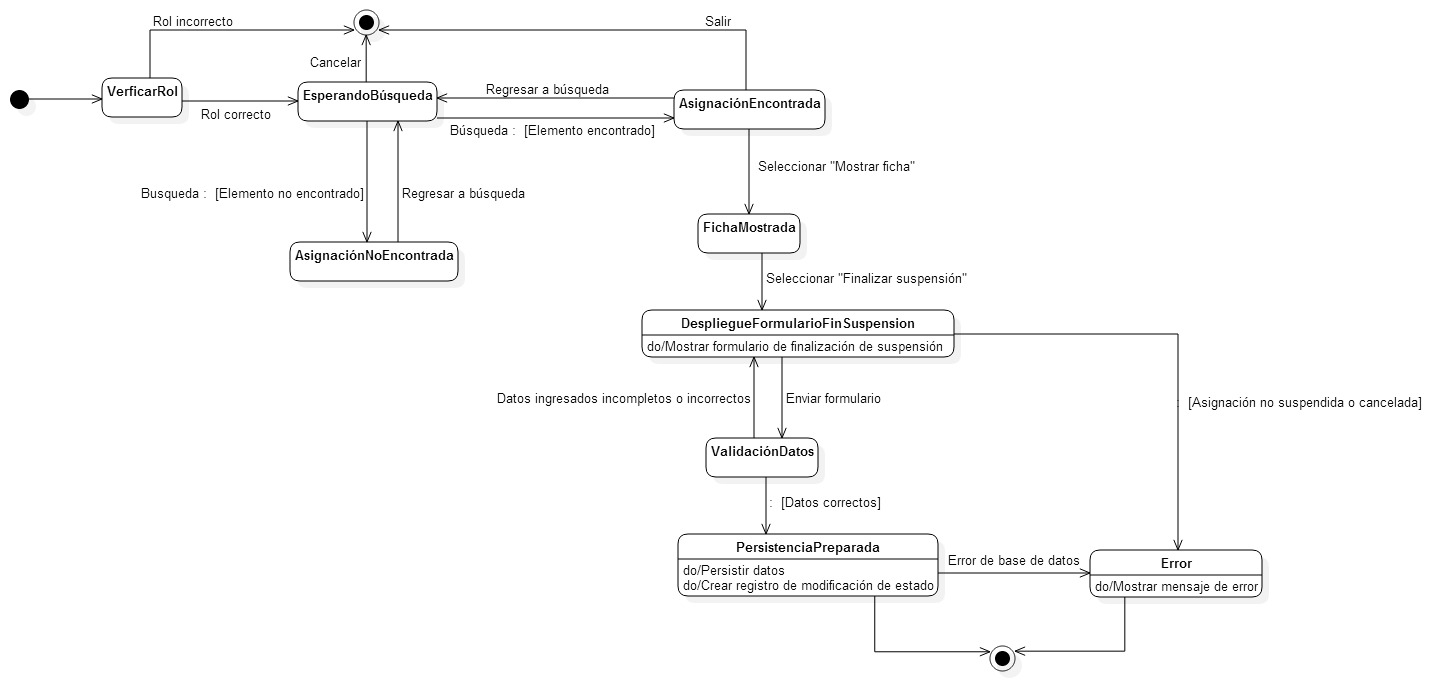 Rol incorrecto
Salir
Cancelar
VerficarRol
EsperandoBúsqueda
Regresar a búsqueda
AsignaciónEncontrada
Rol correcto
Búsqueda : [Elemento encontrado]
Seleccionar "Mostrar ficha"
Busqueda : [Elemento no encontrado]
Regresar a búsqueda
FichaMostrada
AsignaciónNoEncontrada
Seleccionar "Finalizar suspensión"
DespliegueFormularioFinSuspension
do/Mostrar formulario de finalización de suspensión
Datos ingresados incompletos o incorrectos
Enviar formulario
: [Asignación no suspendida o cancelada]
ValidaciónDatos
: [Datos correctos]
PersistenciaPreparada
do/Persistir datos
do/Crear registro de modificación de estado
Error de base de datos
Error
do/Mostrar mensaje de error